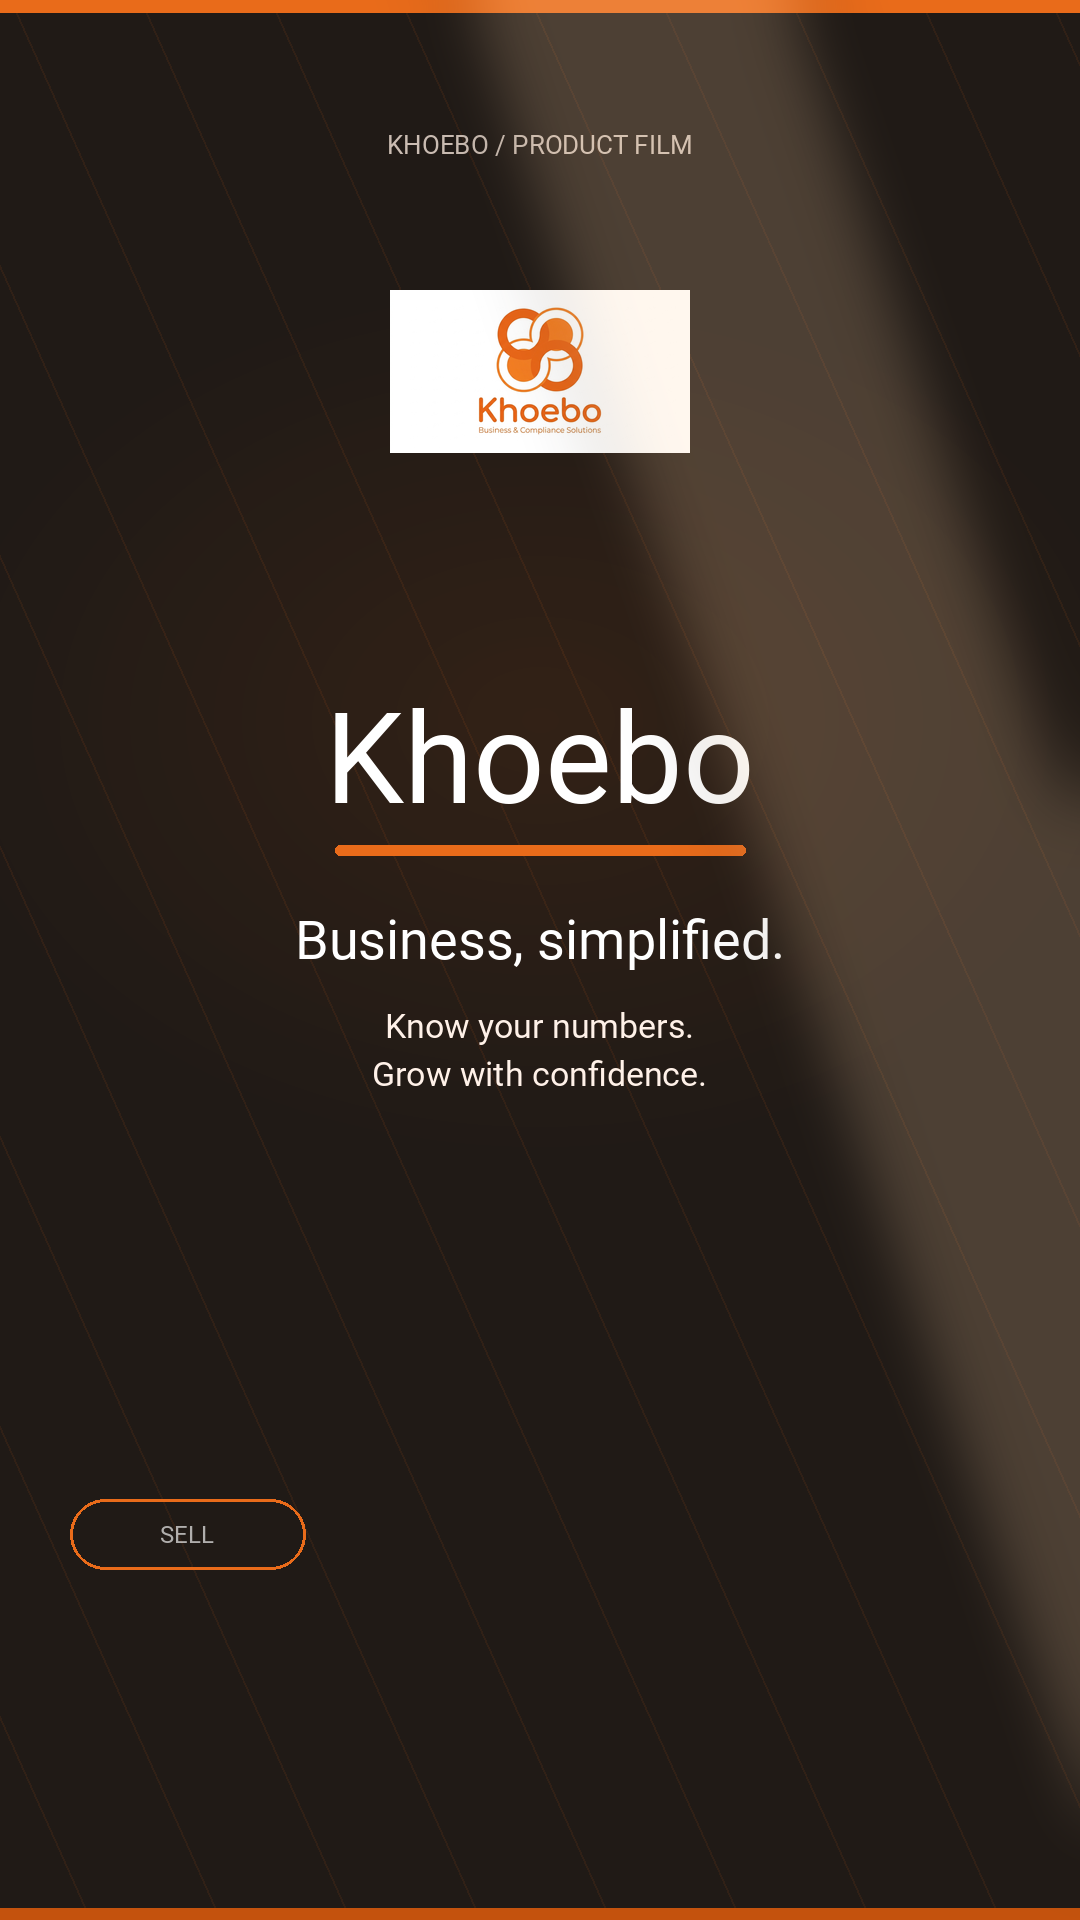 KHOEBO / PRODUCT FILM
Khoebo
Business & Compliance Solutions
Khoebo
Business, simplified.
Know your numbers.
Grow with confidence.
SELL